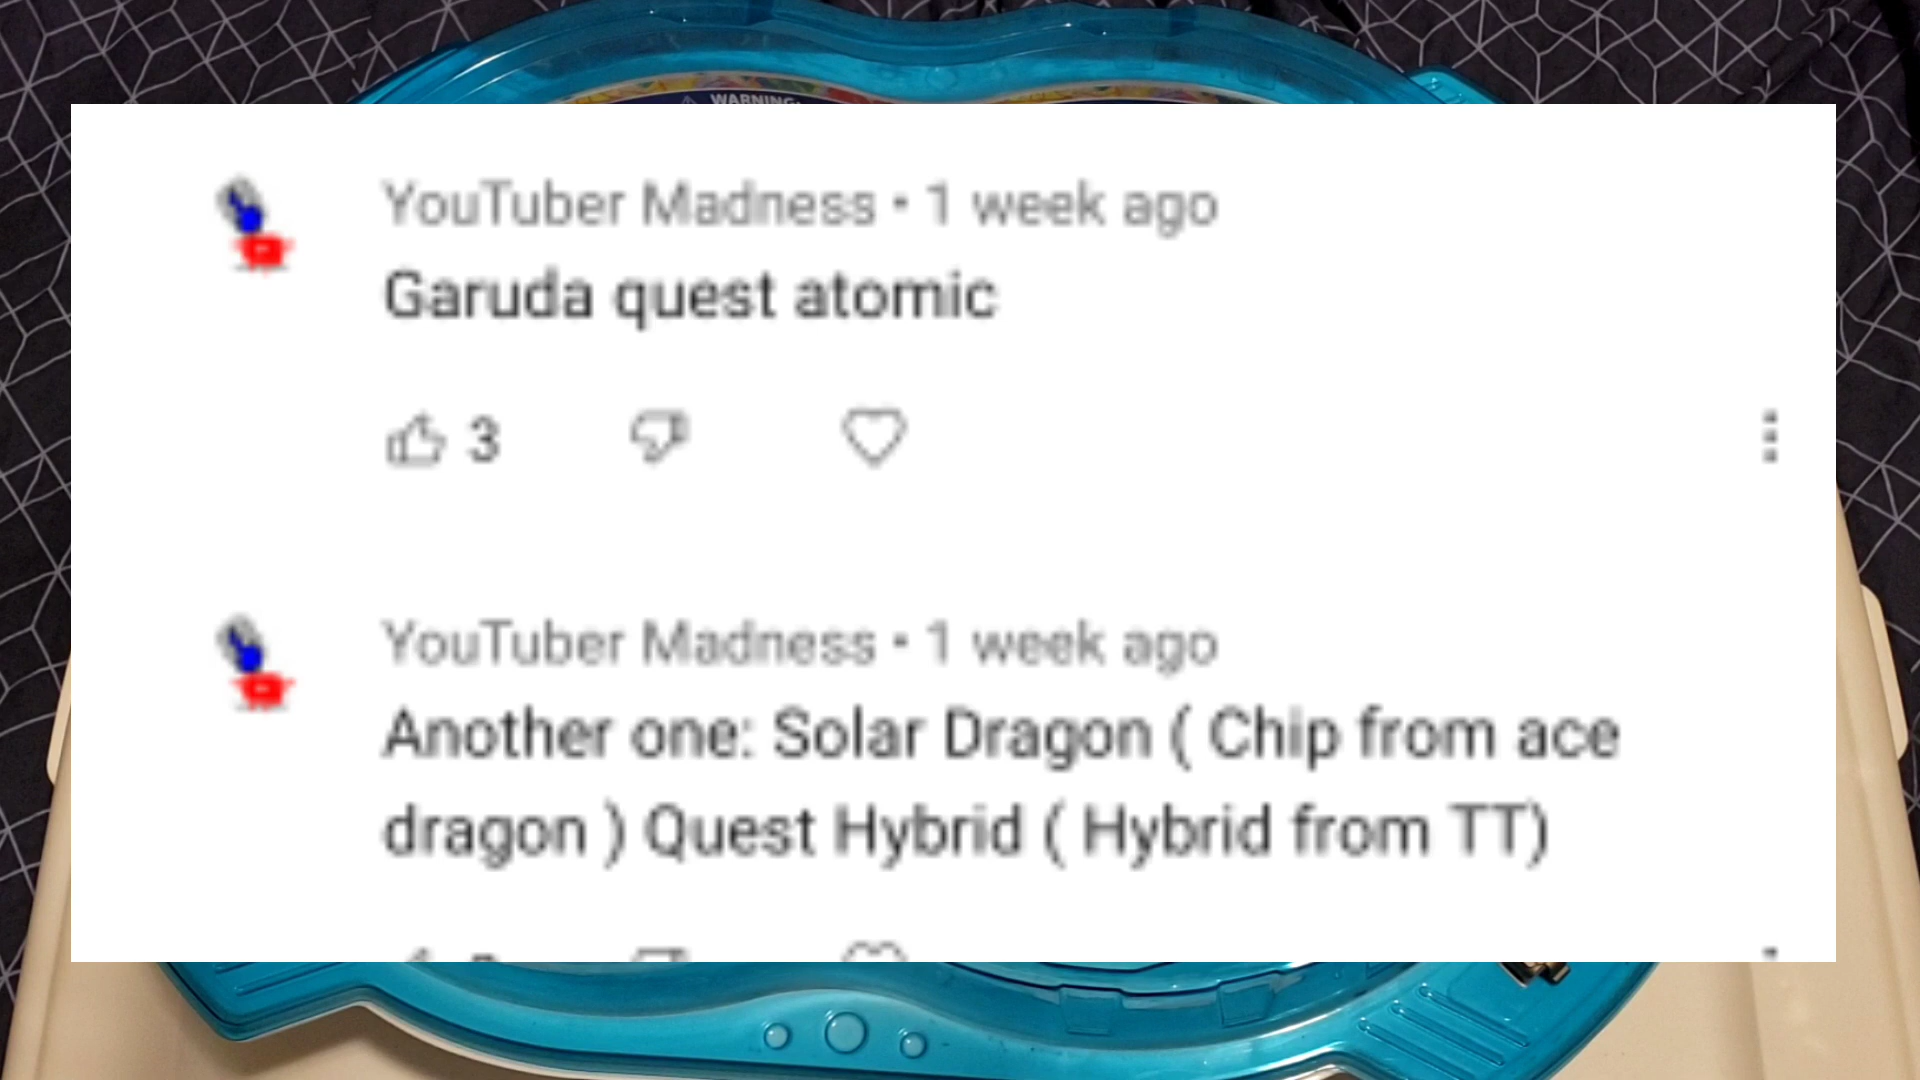 WARNING:
YouTuber Madness • 1 week ago
Garuda quest atomic
3
YouTuber Madness • 1 week ago
Another one: Solar Dragon ( Chip from ace
dragon ) Quest Hybrid ( Hybrid from TT)